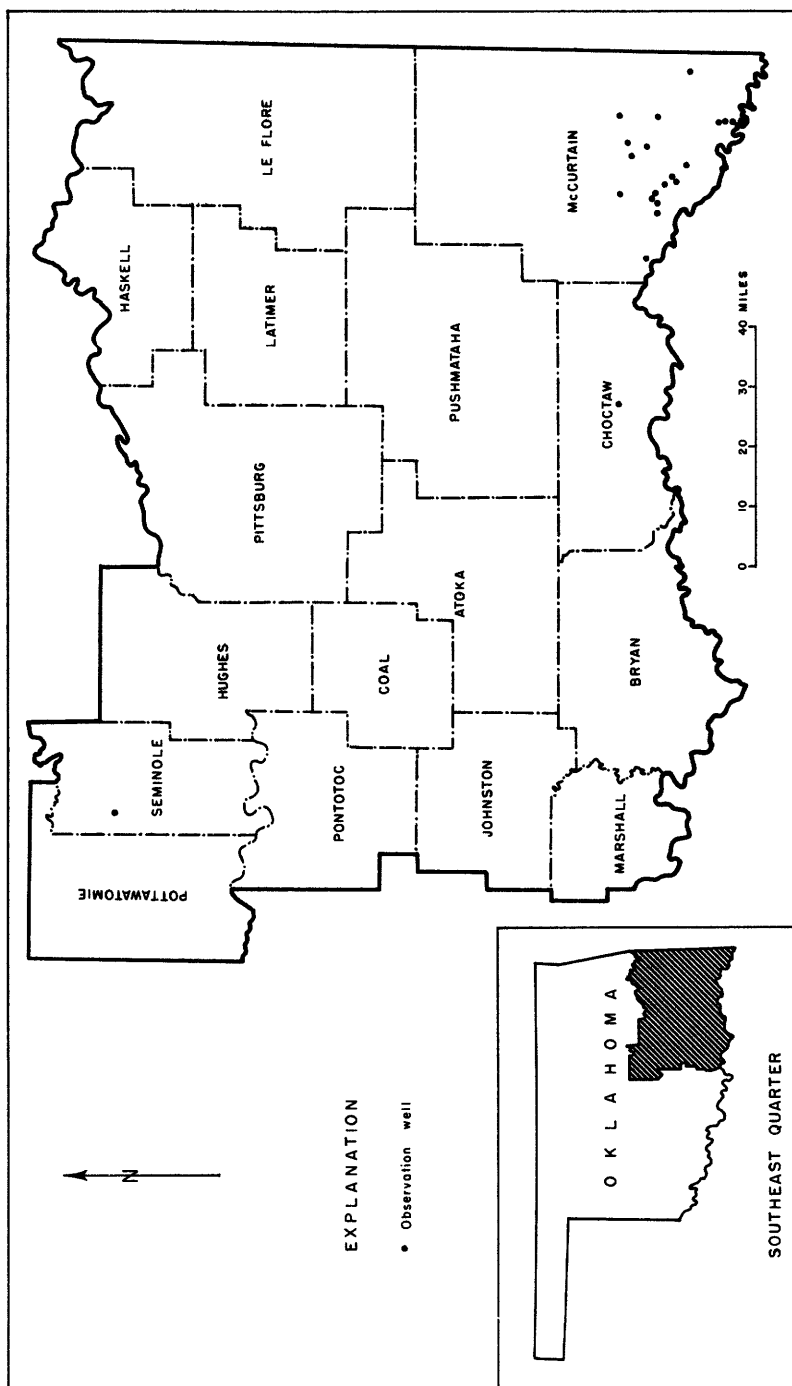 POTTAWATOMIE
SEMINOLE
HUGHES
PONTOTOC
COAL
PITTSBURG
HASKELL
LE FLORE
LATIMER
JOHNSTON
ATOKA
PUSHMATAHA
McCURTAIN
MARSHALL
BRYAN
CHOCTAW
0 10 20 30 40 MILES
N
EXPLANATION
Observation well
OKLAHOMA
SOUTHEAST QUARTER